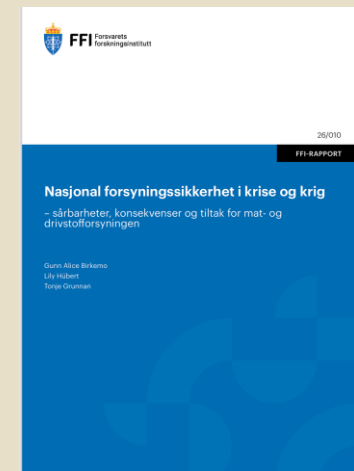 FFI Forsvarets
forskningsinstitutt
26/010
FFI-RAPPORT
Nasjonal forsyningssikkerhet i krise og krig
– sårbarheter, konsekvenser og tiltak for mat- og
drivstofforsyningen
Gunn Alice Birkemo
Lily Hübert
Tonje Grunnan